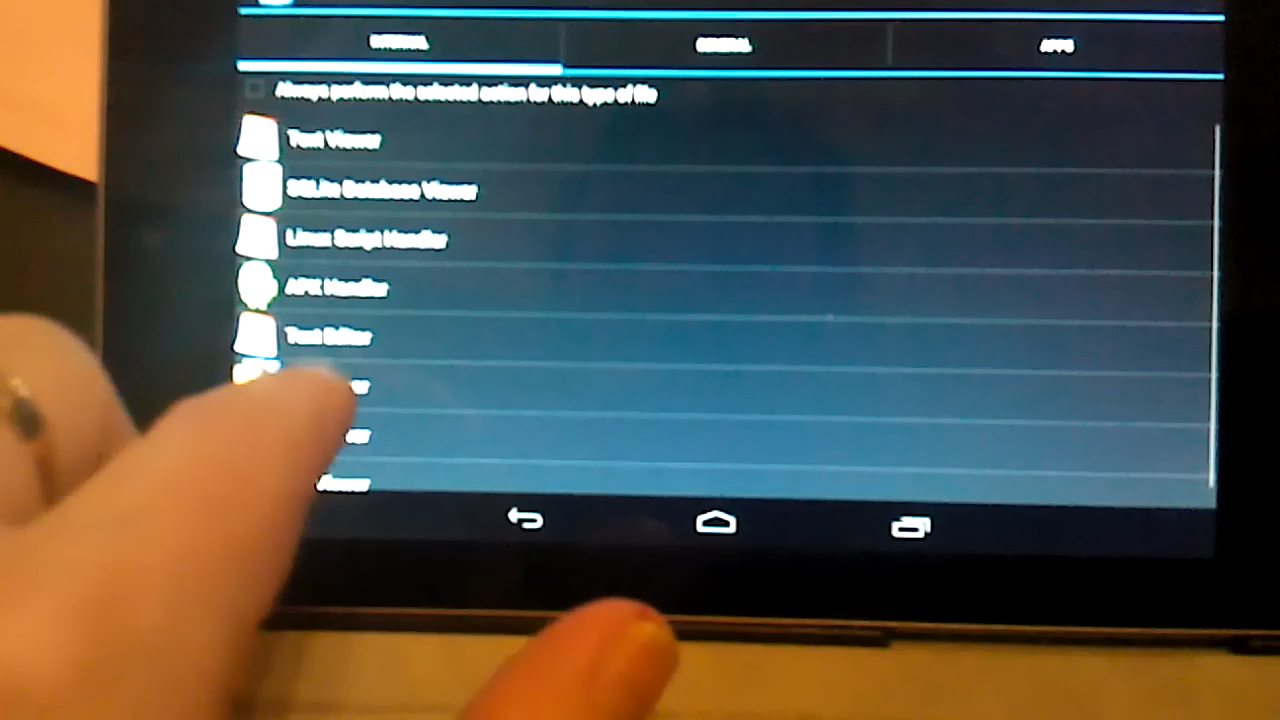 INTERNAL
GENERAL
APPS
Always perform the selected action for this type of file
Text Viewer
SQLite Database Viewer
Linux Script Handler
APK Handler
Text Editor